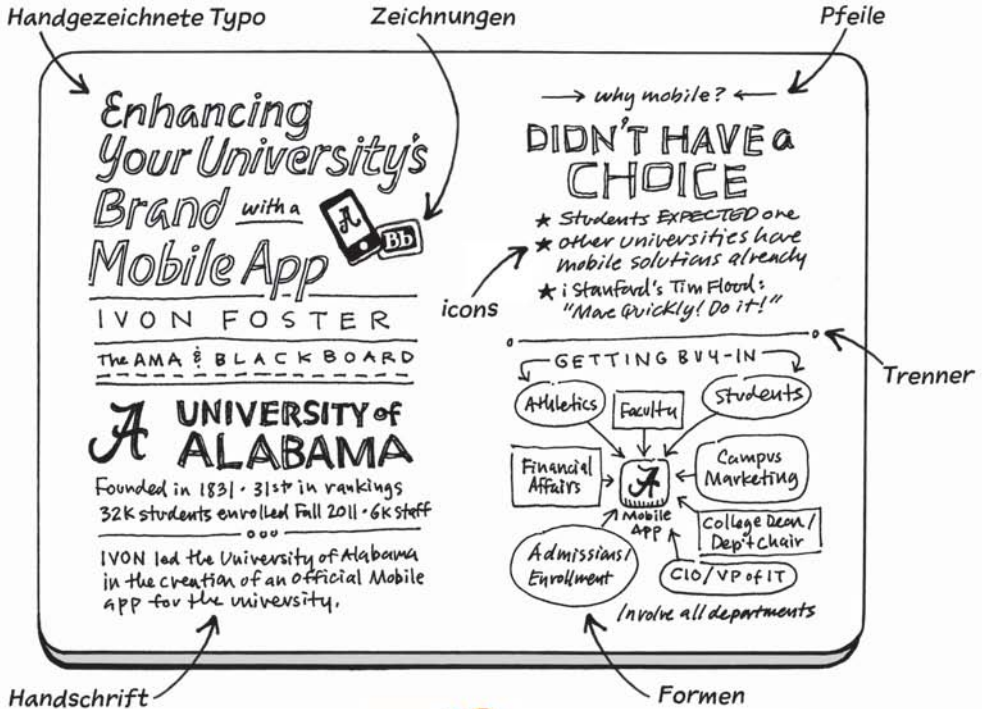 Handgezeichnete Typo
Zeichnungen
Pfeile
Enhancing
Your University's
Brand with a
Mobile App
A
Bb
IVON FOSTER
The AMA & BLACKBOARD
A UNIVERSITY of
ALABAMA
Founded in 1831 • 31st in rankings
32K students enrolled Fall 2011 • 6K staff
IVON led the University of Alabama
in the creation of an official Mobile
app for the university.
why mobile?
DIDN'T HAVE a
CHOICE
★ Students EXPECTED one
★ other universities have
mobile solutions already
★ i Stanford's Tim Flood:
"Move Quickly! Do it!"
icons
Trenner
GETTING BUY-IN
Athletics
Faculty
Students
Financial
Affairs
A
Mobile
App
Campus
Marketing
College Dean/
Dep't Chair
Admissions/
Enrollment
CIO/VP of IT
Involve all departments
Handschrift
Formen